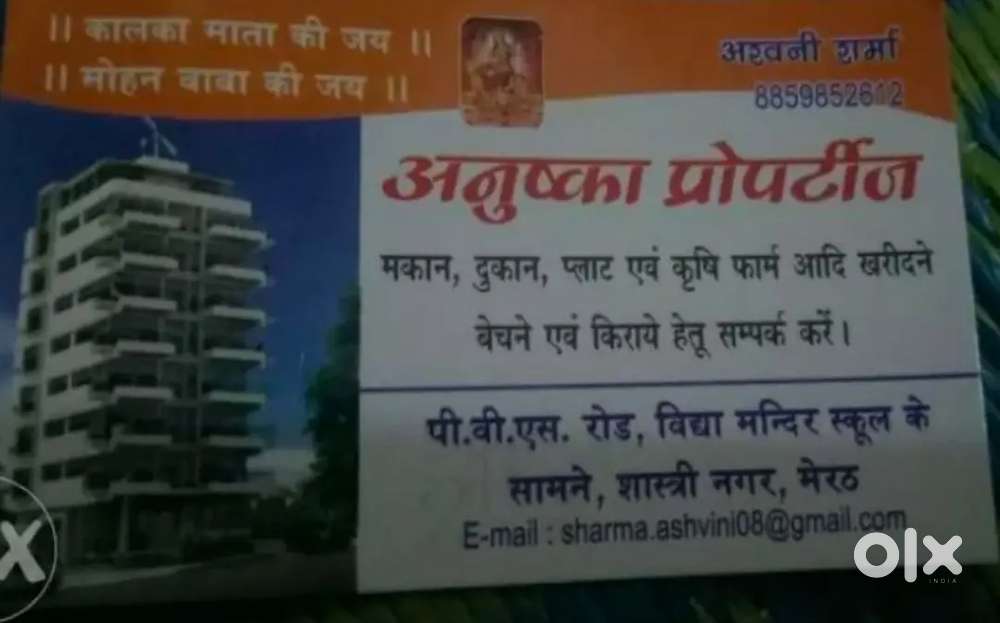 || कालका माता की जय ||
|| मोहन बाबा की जय ||
अश्वनी शर्मा
8859852612
अनुष्का प्रोपर्टीज
मकान, दुकान, प्लाट एवं कृषि फार्म आदि खरीदने
बेचने एवं किराये हेतू सम्पर्क करें।
पी.वी.एस. रोड, विद्या मन्दिर स्कूल के
सामने, शास्त्री नगर, मेरठ
E-mail : sharma.ashvini08@gmail.com
olx
INDIA
X